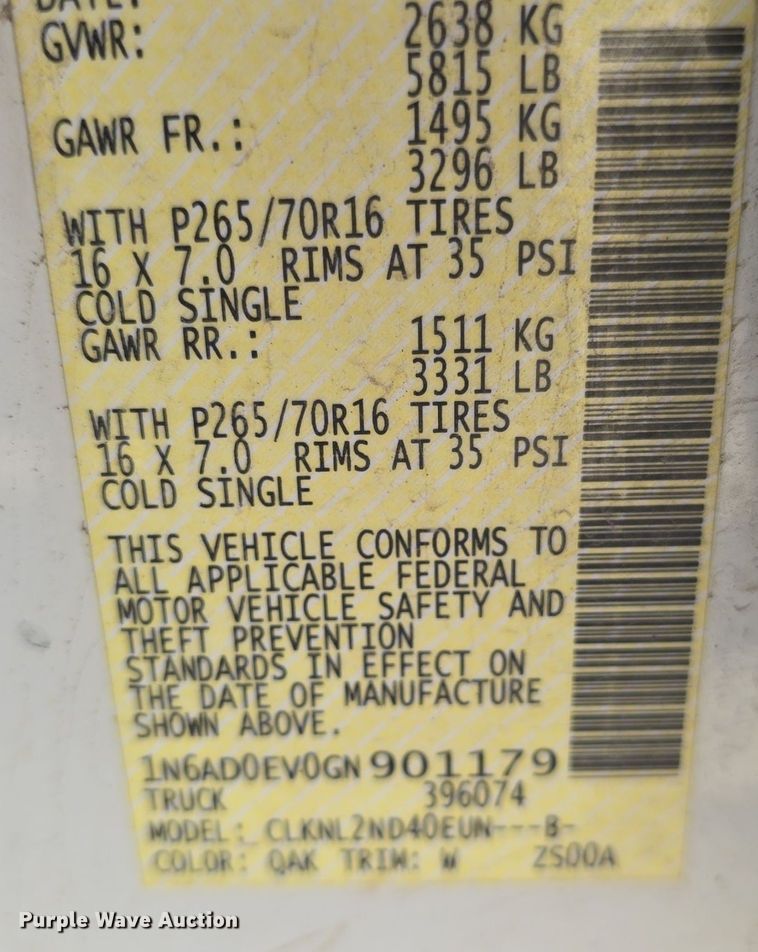 DATE:
GVWR: 2638 KG
5815 LB
GAWR FR.: 1495 KG
3296 LB
WITH P265/70R16 TIRES
16 X 7.0 RIMS AT 35 PSI
COLD SINGLE
GAWR RR.: 1511 KG
3331 LB
WITH P265/70R16 TIRES
16 X 7.0 RIMS AT 35 PSI
COLD SINGLE
THIS VEHICLE CONFORMS TO
ALL APPLICABLE FEDERAL
MOTOR VEHICLE SAFETY AND
THEFT PREVENTION
STANDARDS IN EFFECT ON
THE DATE OF MANUFACTURE
SHOWN ABOVE.
1N6AD0EV0GN 901179
TRUCK 396074
MODEL: CLKNL2ND40EUN---B-
COLOR: QAK TRIM: W ZS00A
Purple Wave Auction